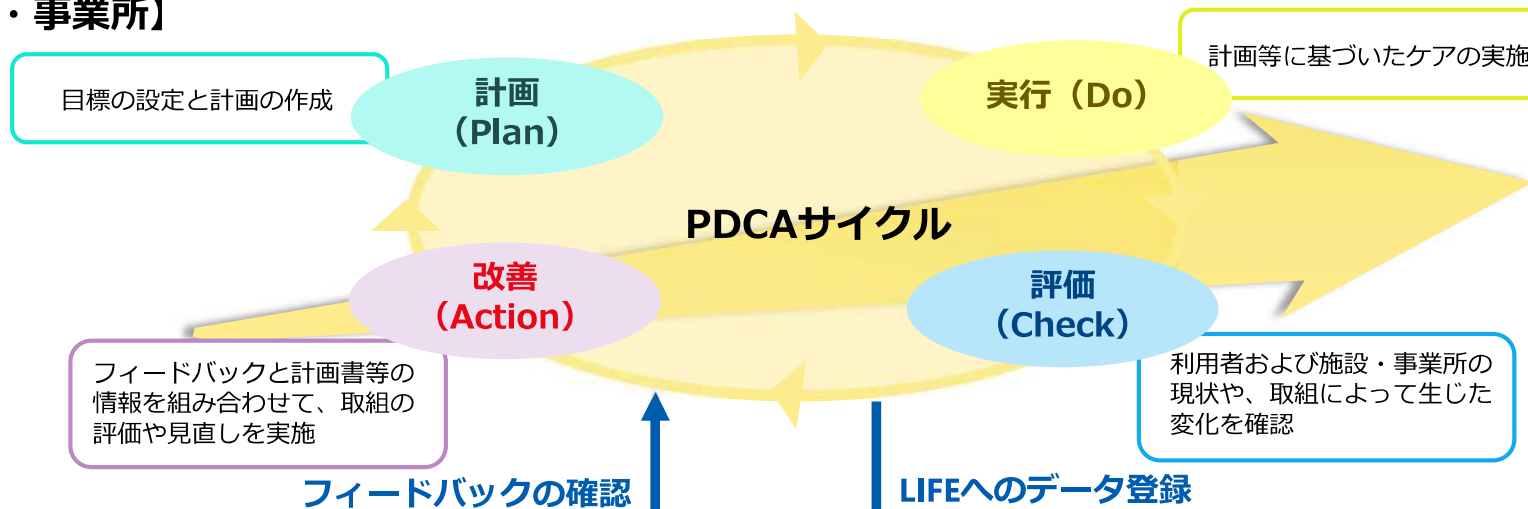 ・事業所】
目標の設定と計画の作成
計画
（Plan）
実行（Do）
計画等に基づいたケアの実施
PDCAサイクル
改善
（Action）
評価
（Check）
フィードバックと計画書等の
情報を組み合わせて、取組の
評価や見直しを実施
利用者および施設・事業所の
現状や、取組によって生じた
変化を確認
フィードバックの確認
LIFEへのデータ登録